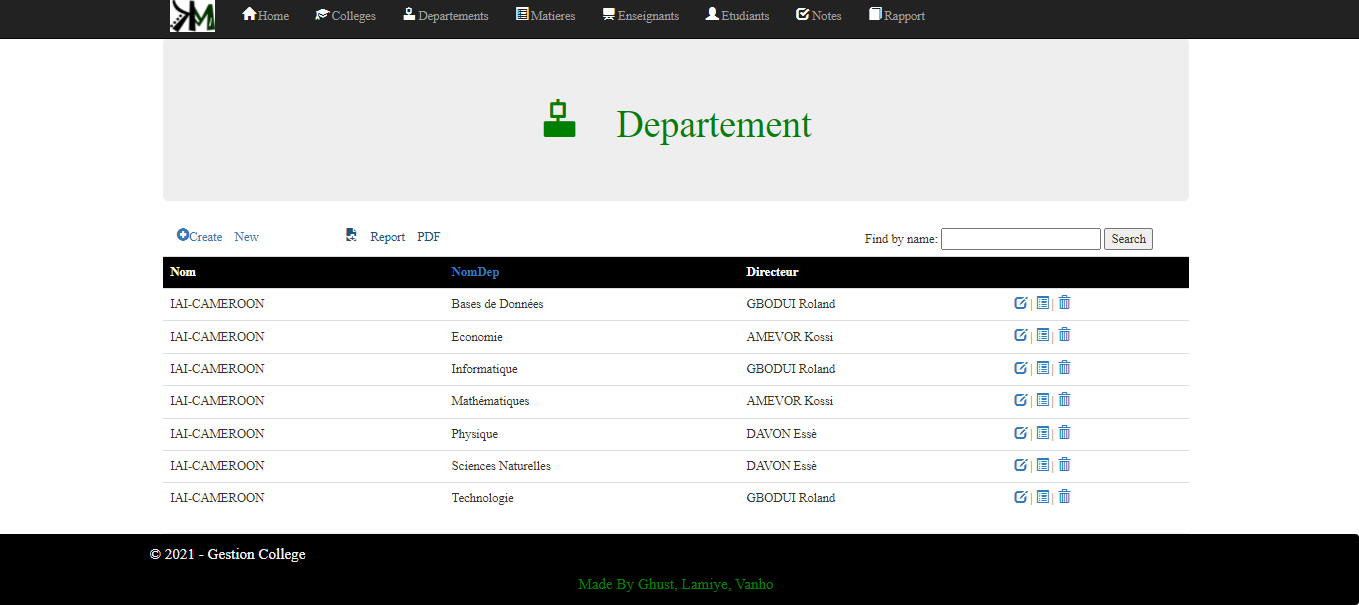 KM Home Colleges Departements Matieres Enseignants Etudiants Notes Rapport
Departement
Create New Report PDF Find by name: Search
Nom NomDep Directeur
IAI-CAMEROON Bases de Données GBODUI Roland | |
IAI-CAMEROON Economie AMEVOR Kossi | |
IAI-CAMEROON Informatique GBODUI Roland | |
IAI-CAMEROON Mathématiques AMEVOR Kossi | |
IAI-CAMEROON Physique DAVON Essè | |
IAI-CAMEROON Sciences Naturelles DAVON Essè | |
IAI-CAMEROON Technologie GBODUI Roland | |
© 2021 - Gestion College
Made By Ghust, Lamiye, Vanho